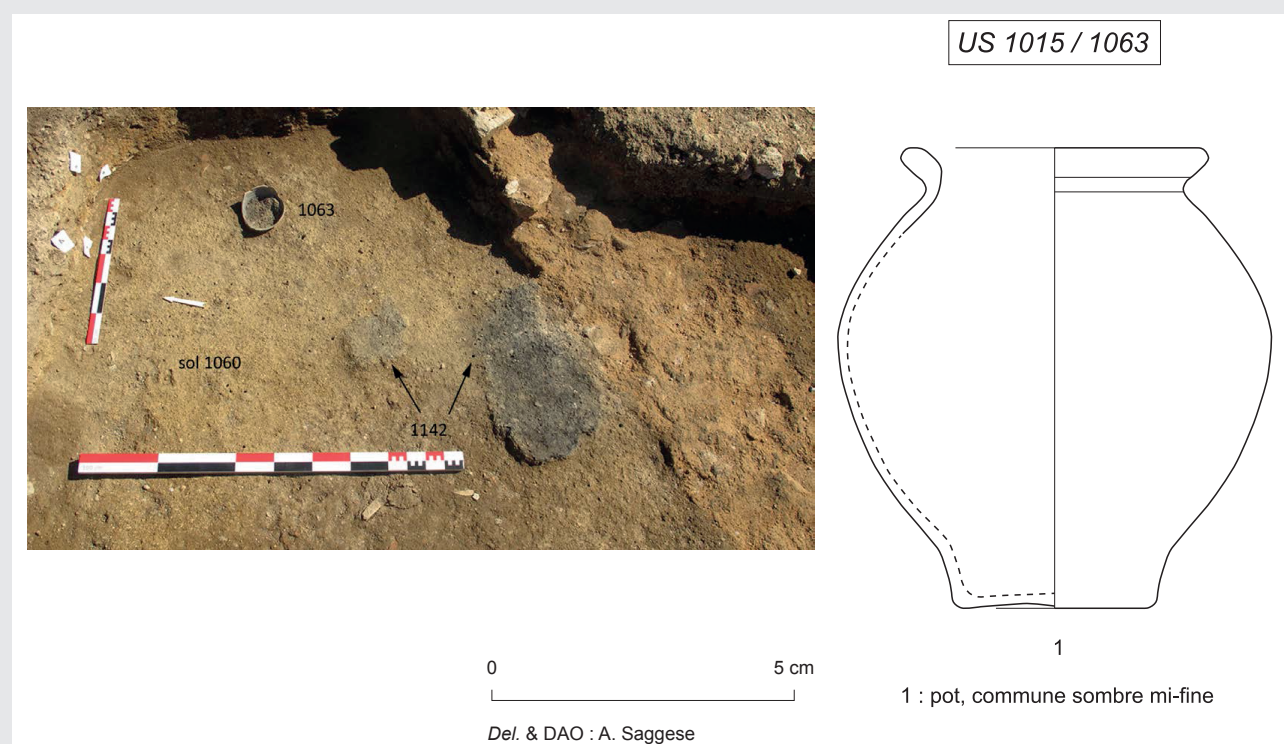 US 1015 / 1063
1063
sol 1060
1142
0 5 cm
Del. & DAO : A. Saggese
1
1 : pot, commune sombre mi-fine